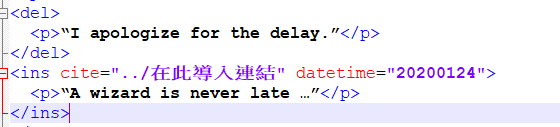 <del>
<p>“I apologize for the delay.”</p>
</del>
<ins cite="../在此導入連結" datetime="20200124">
<p>“A wizard is never late …”</p>
</ins>